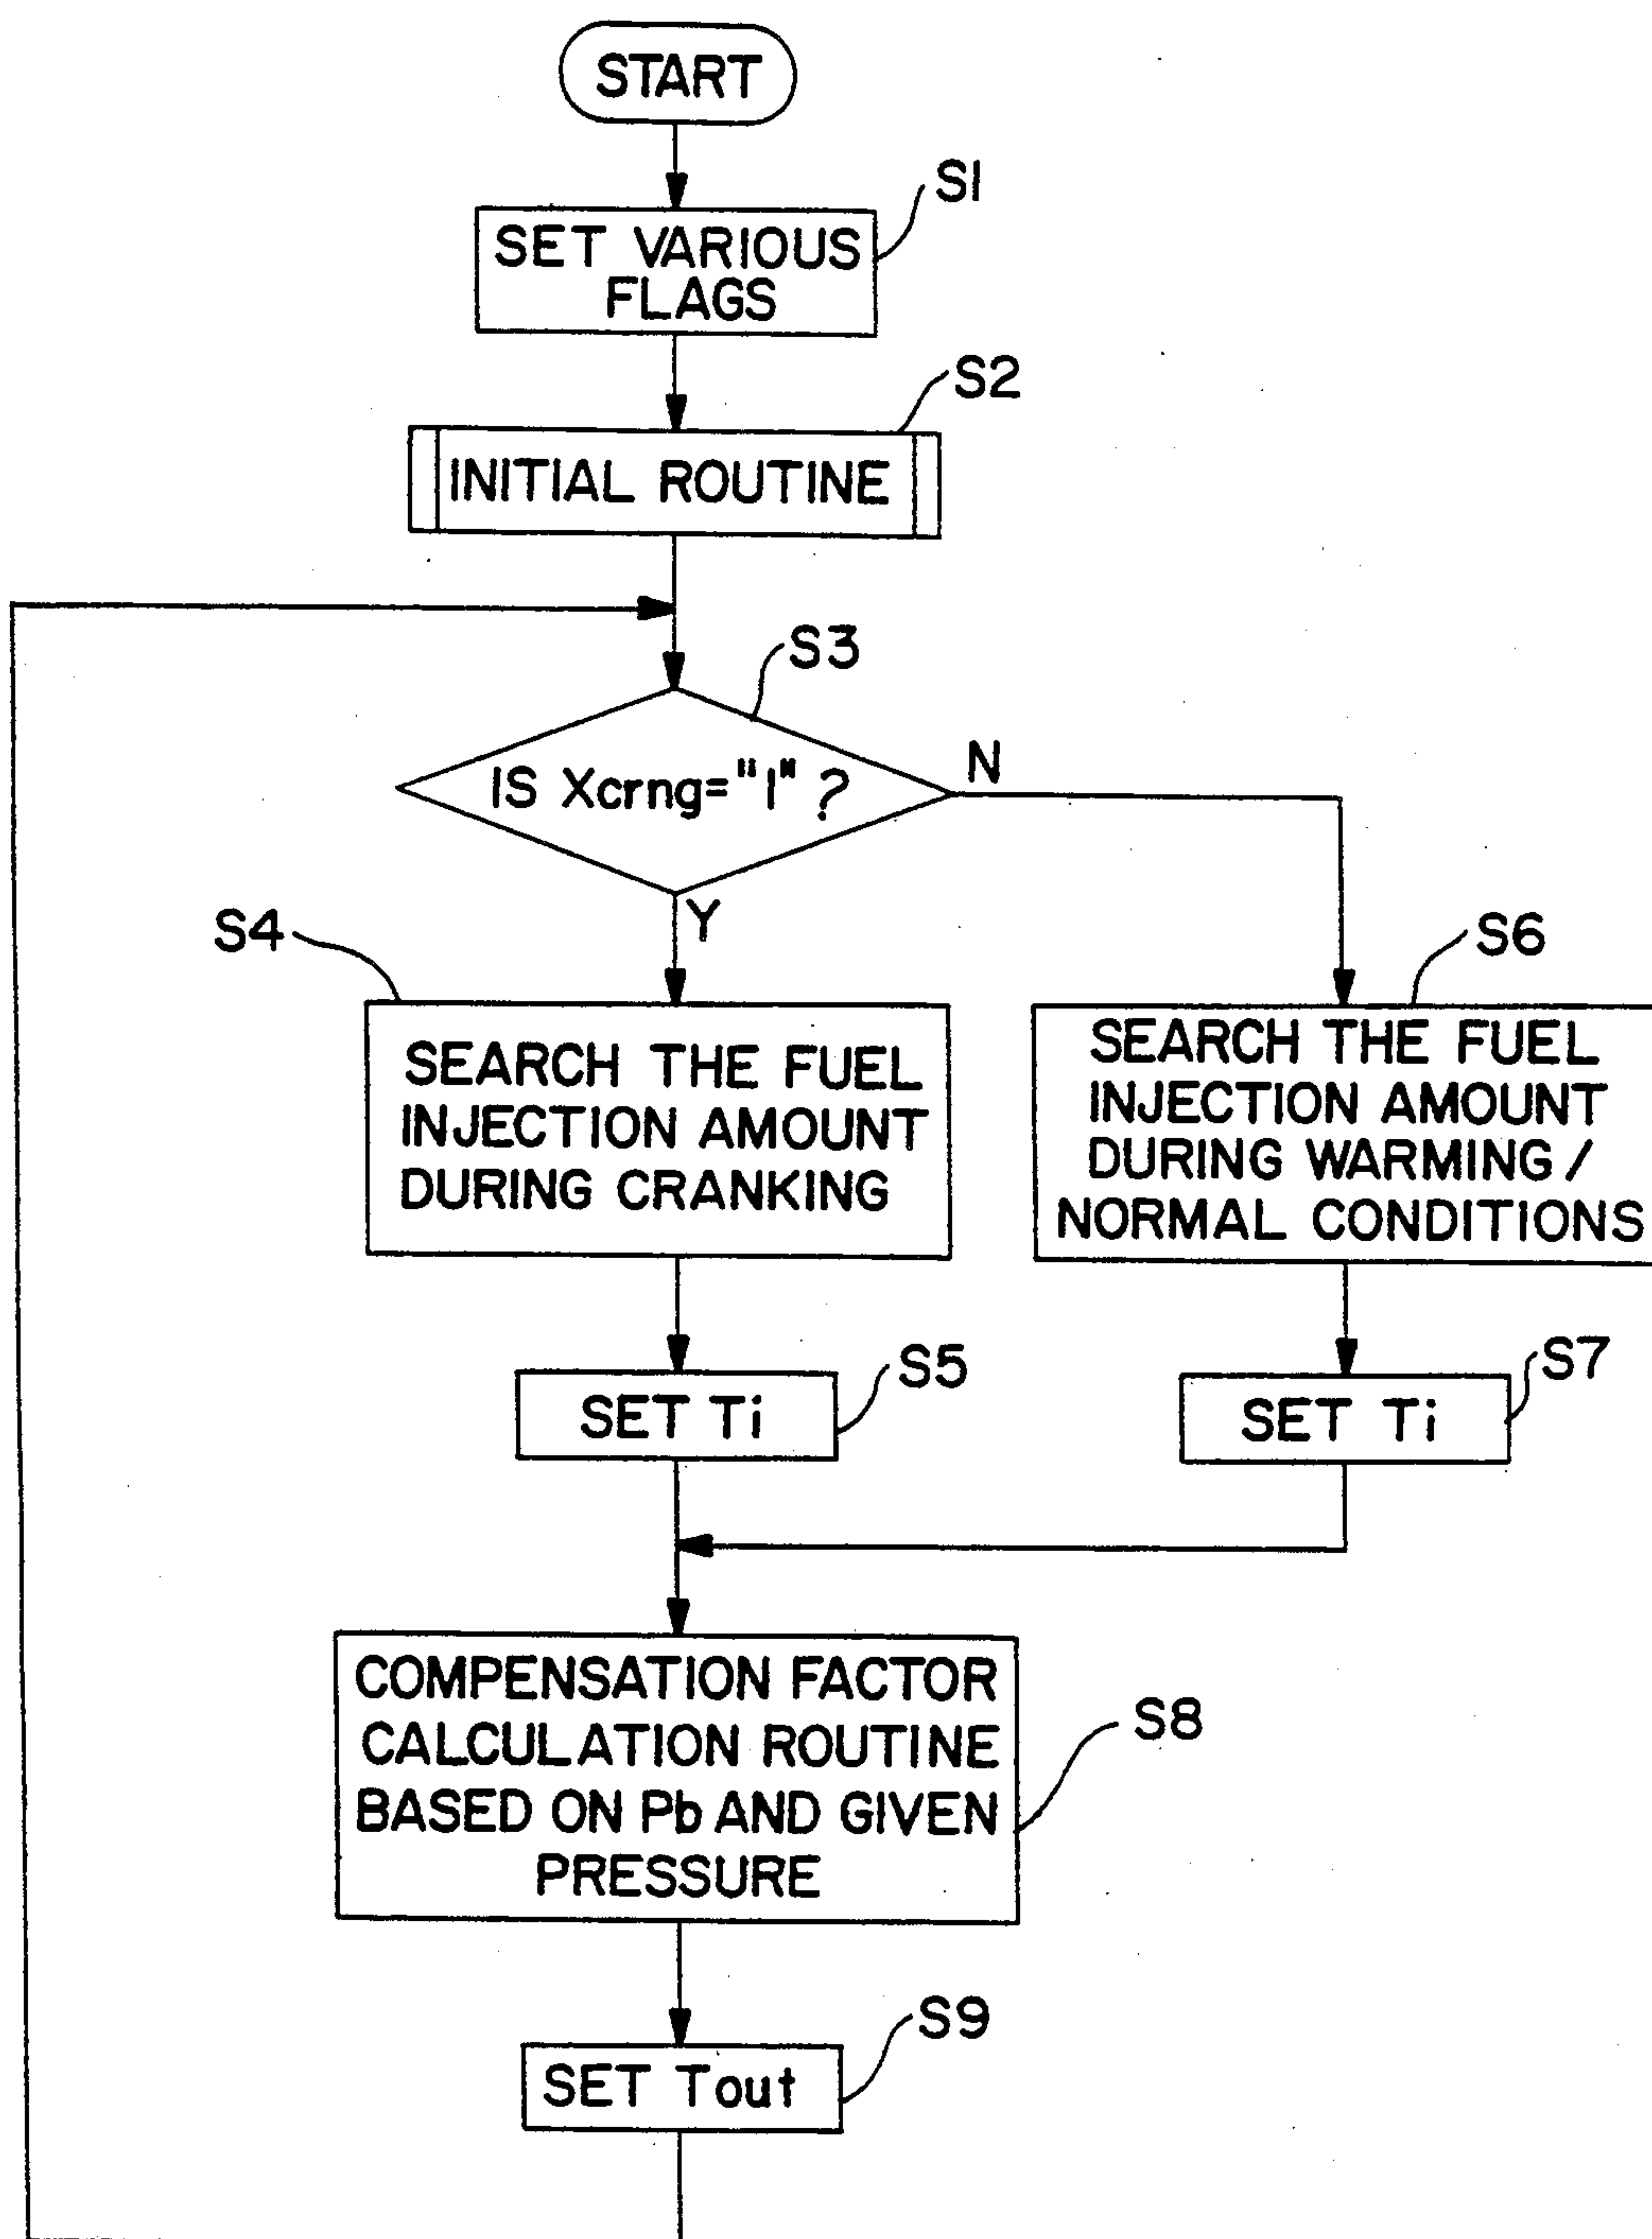 START
S1
SET VARIOUS
FLAGS
S2
INITIAL ROUTINE
S3
IS Xcrng="1" ?
N
Y
S4
SEARCH THE FUEL
INJECTION AMOUNT
DURING CRANKING
S6
SEARCH THE FUEL
INJECTION AMOUNT
DURING WARMING /
NORMAL CONDITIONS
S5
SET Ti
S7
SET Ti
S8
COMPENSATION FACTOR
CALCULATION ROUTINE
BASED ON Pb AND GIVEN
PRESSURE
S9
SET Tout